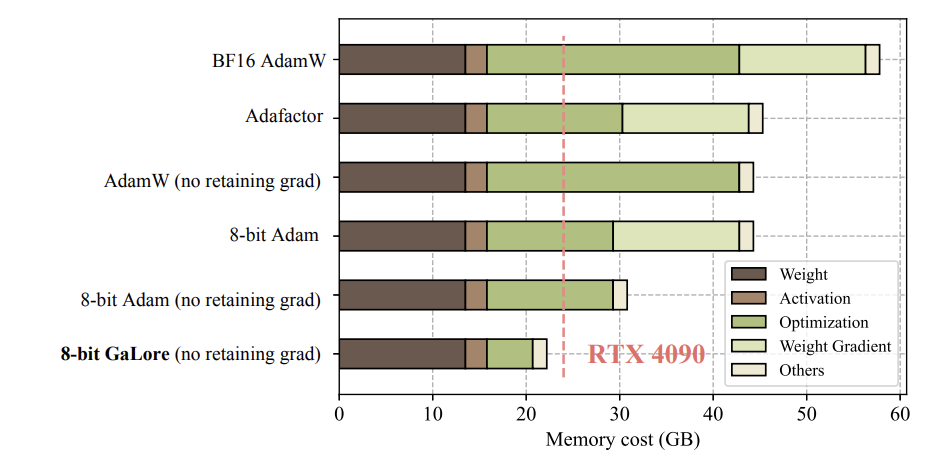 BF16 AdamW
Adafactor
AdamW (no retaining grad)
8-bit Adam
8-bit Adam (no retaining grad)
8-bit GaLore (no retaining grad)
RTX 4090
Weight
Activation
Optimization
Weight Gradient
Others
0 10 20 30 40 50 60
Memory cost (GB)